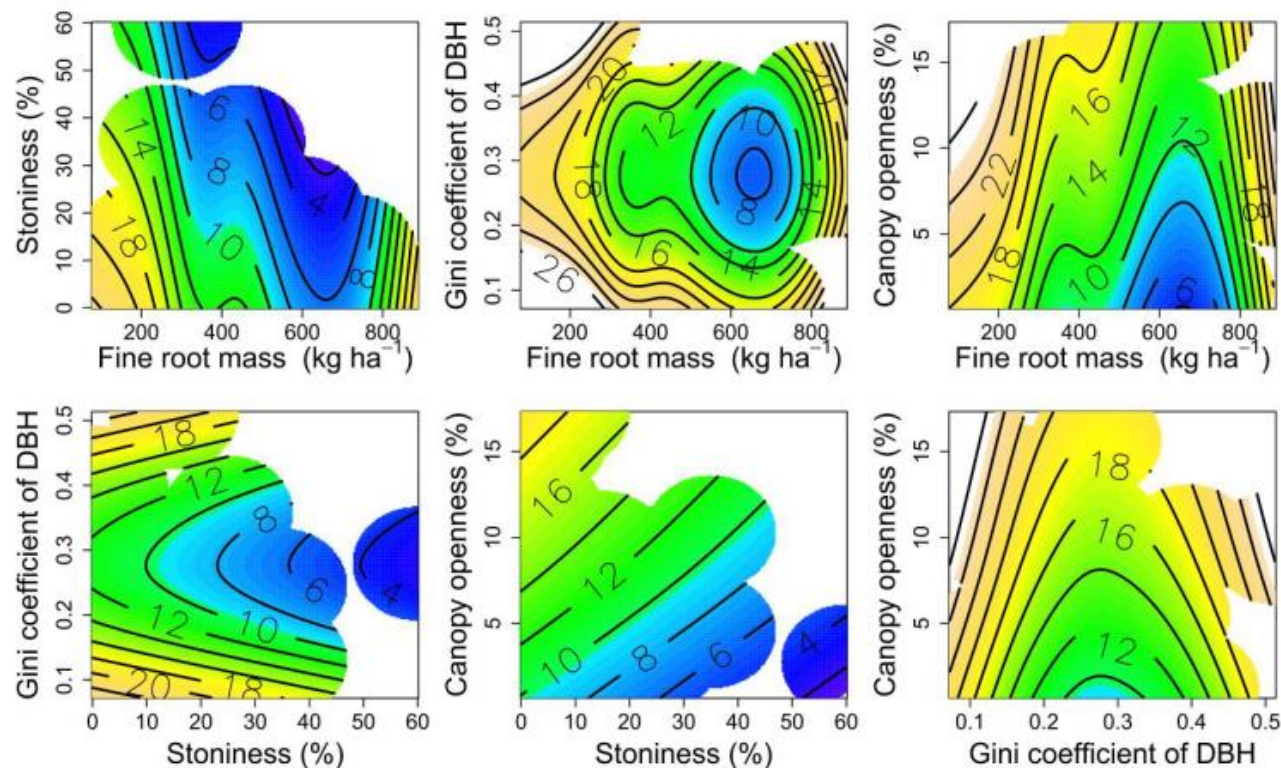 Stoniness (%)
0 10 20 30 40 50 60
6
14
8
4
18
10
8
200 400 600 800
Fine root mass (kg ha⁻¹)
Gini coefficient of DBH
0.1 0.2 0.3 0.4 0.5
20
20
12
10
18
14
8
16
14
26
200 400 600 800
Fine root mass (kg ha⁻¹)
Canopy openness (%)
5 10 15
16
12
22
14
18
18
10
6
200 400 600 800
Fine root mass (kg ha⁻¹)
Gini coefficient of DBH
0.1 0.2 0.3 0.4 0.5
18
12
8
6
4
12
10
20
18
0 10 20 30 40 50 60
Stoniness (%)
Canopy openness (%)
5 10 15
16
12
10
8
6
4
0 10 20 30 40 50 60
Stoniness (%)
Canopy openness (%)
5 10 15
18
16
12
0.1 0.2 0.3 0.4 0.5
Gini coefficient of DBH